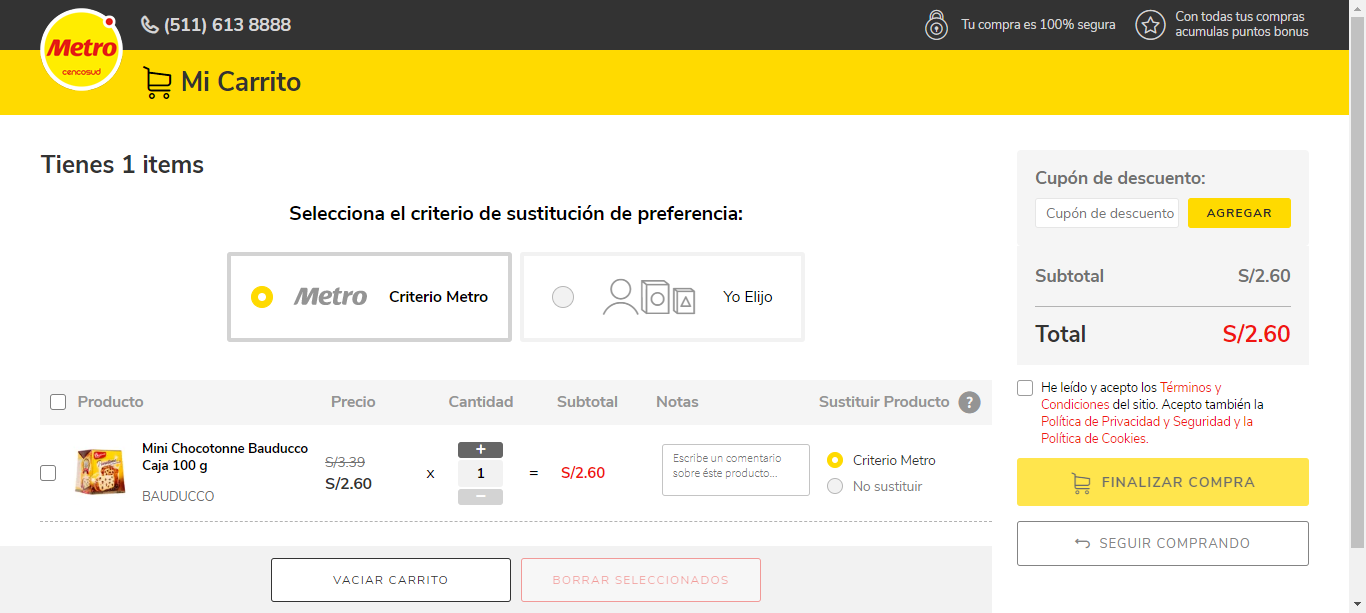 Metro
cencosud
(511) 613 8888
Tu compra es 100% segura
Con todas tus compras
acumulas puntos bonus
Mi Carrito
Tienes 1 items
Selecciona el criterio de sustitución de preferencia:
Metro
Criterio Metro
Yo Elijo
Producto Precio Cantidad Subtotal Notas Sustituir Producto ?
Mini Chocotonne Bauducco
Caja 100 g
BAUDUCCO
S/3.39
S/2.60
x
+
1
−
=
S/2.60
Escribe un comentario
sobre éste producto...
Criterio Metro
No sustituir
VACIAR CARRITO
BORRAR SELECCIONADOS
Cupón de descuento:
Cupón de descuento
AGREGAR
Subtotal S/2.60
Total S/2.60
He leído y acepto los Términos y
Condiciones del sitio. Acepto también la
Política de Privacidad y Seguridad y la
Política de Cookies.
FINALIZAR COMPRA
SEGUIR COMPRANDO